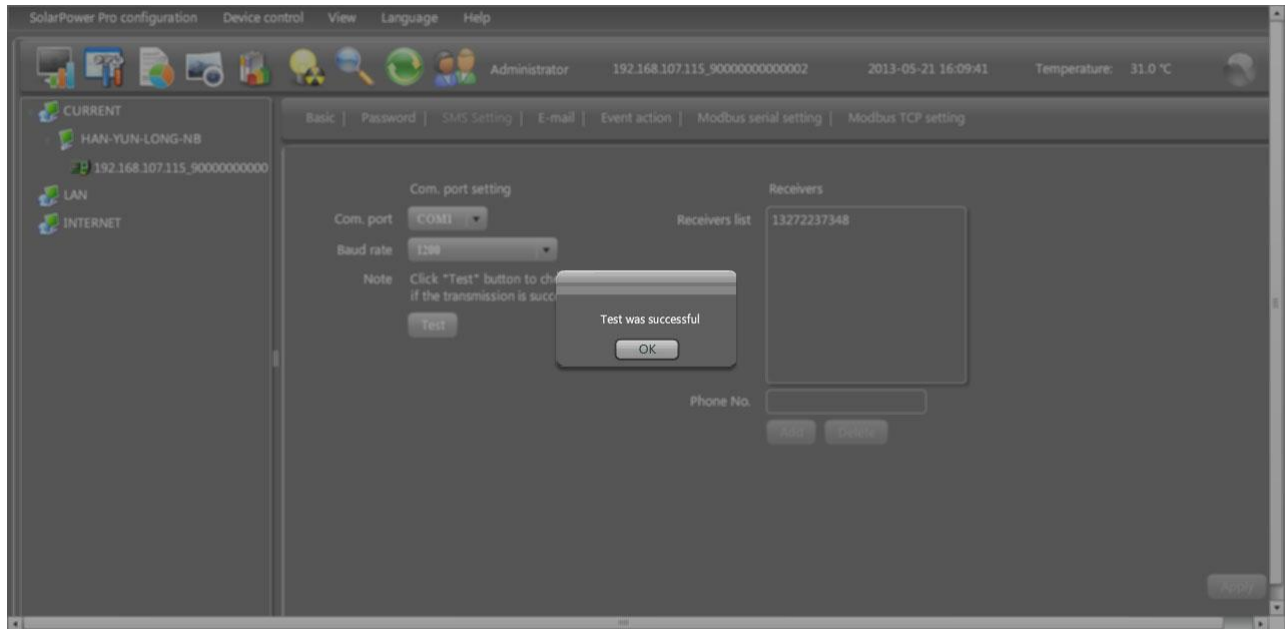 SolarPower Pro configuration Device control View Language Help
Administrator 192.168.107.115_90000000000002 2013-05-21 16:09:41 Temperature: 31.0 ℃
CURRENT
HAN-YUN-LONG-NB
192.168.107.115_90000000000
LAN
INTERNET
Basic | Password | SMS Setting | E-mail | Event action | Modbus serial setting | Modbus TCP setting
Com. port setting
Com. port COM1
Baud rate 1200
Note Click "Test" button to che
if the transmission is succe
Test
Receivers
Receivers list 13272237348
Phone No.
Add Delete
Test was successful
OK
Apply